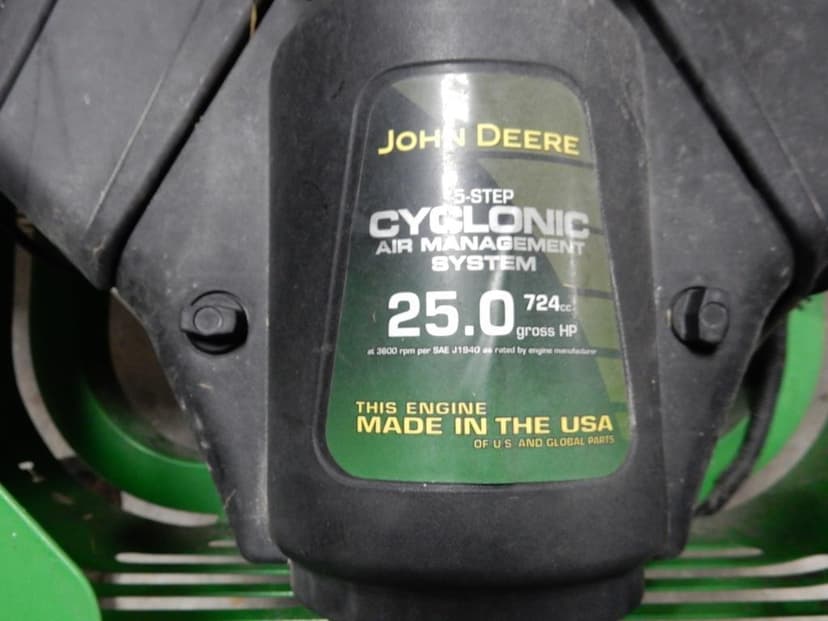 JOHN DEERE
5-STEP
CYCLONIC
AIR MANAGEMENT
SYSTEM
25.0 724cc
gross HP
at 3600 rpm per SAE J1940 as rated by engine manufacturer
THIS ENGINE
MADE IN THE USA
OF U.S. AND GLOBAL PARTS